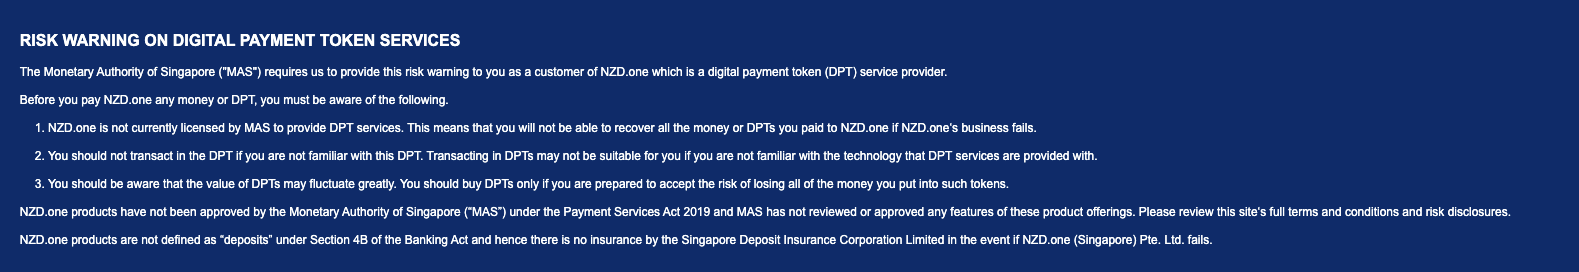 RISK WARNING ON DIGITAL PAYMENT TOKEN SERVICES
The Monetary Authority of Singapore ("MAS") requires us to provide this risk warning to you as a customer of NZD.one which is a digital payment token (DPT) service provider.
Before you pay NZD.one any money or DPT, you must be aware of the following.
1. NZD.one is not currently licensed by MAS to provide DPT services. This means that you will not be able to recover all the money or DPTs you paid to NZD.one if NZD.one's business fails.
2. You should not transact in the DPT if you are not familiar with this DPT. Transacting in DPTs may not be suitable for you if you are not familiar with the technology that DPT services are provided with.
3. You should be aware that the value of DPTs may fluctuate greatly. You should buy DPTs only if you are prepared to accept the risk of losing all of the money you put into such tokens.
NZD.one products have not been approved by the Monetary Authority of Singapore ("MAS") under the Payment Services Act 2019 and MAS has not reviewed or approved any features of these product offerings. Please review this site's full terms and conditions and risk disclosures.
NZD.one products are not defined as “deposits” under Section 4B of the Banking Act and hence there is no insurance by the Singapore Deposit Insurance Corporation Limited in the event if NZD.one (Singapore) Pte. Ltd. fails.